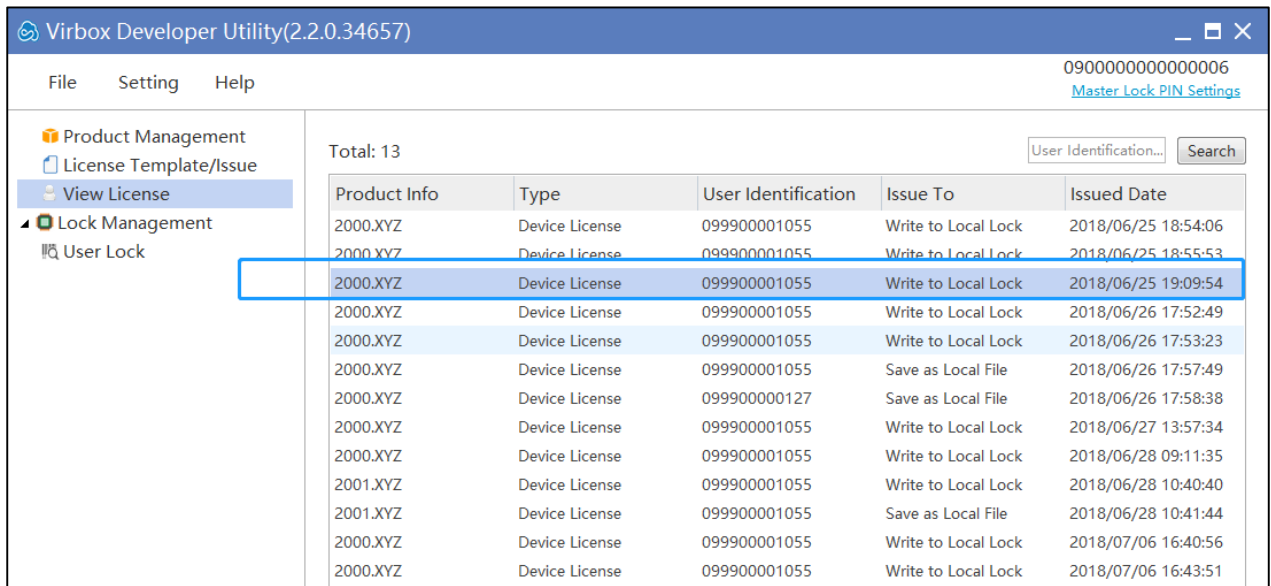 Virbox Developer Utility(2.2.0.34657)
File Setting Help
0900000000000006
Master Lock PIN Settings
Product Management
License Template/Issue
View License
Lock Management
User Lock
Total: 13
User Identification... Search
Product Info Type User Identification Issue To Issued Date
2000.XYZ Device License 099900001055 Write to Local Lock 2018/06/25 18:54:06
2000.XYZ Device License 099900001055 Write to Local Lock 2018/06/25 18:55:53
2000.XYZ Device License 099900001055 Write to Local Lock 2018/06/25 19:09:54
2000.XYZ Device License 099900001055 Write to Local Lock 2018/06/26 17:52:49
2000.XYZ Device License 099900001055 Write to Local Lock 2018/06/26 17:53:23
2000.XYZ Device License 099900001055 Save as Local File 2018/06/26 17:57:49
2000.XYZ Device License 099900000127 Save as Local File 2018/06/26 17:58:38
2000.XYZ Device License 099900001055 Write to Local Lock 2018/06/27 13:57:34
2000.XYZ Device License 099900001055 Write to Local Lock 2018/06/28 09:11:35
2001.XYZ Device License 099900001055 Write to Local Lock 2018/06/28 10:40:40
2001.XYZ Device License 099900001055 Save as Local File 2018/06/28 10:41:44
2000.XYZ Device License 099900001055 Write to Local Lock 2018/07/06 16:40:56
2000.XYZ Device License 099900001055 Write to Local Lock 2018/07/06 16:43:51